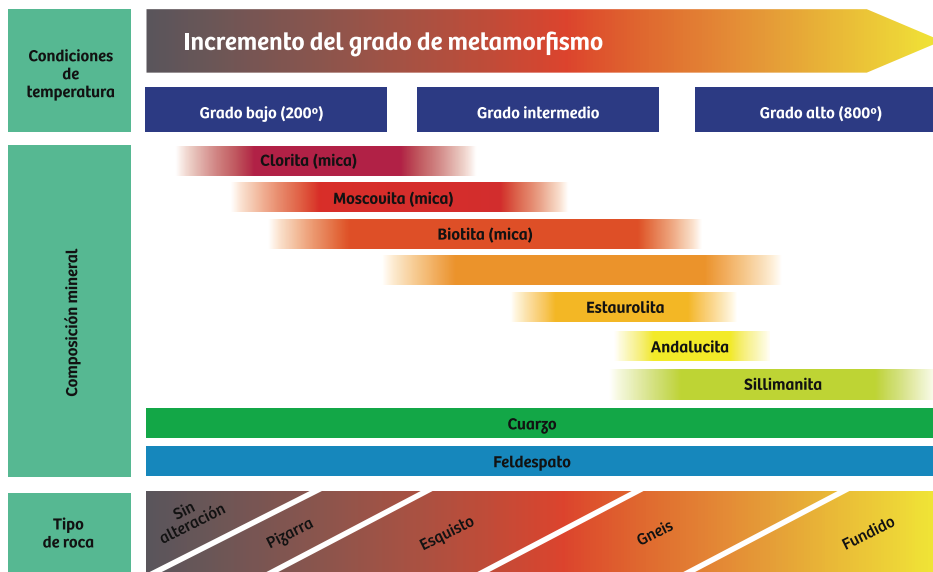 Condiciones
de
temperatura
Incremento del grado de metamorfismo
Grado bajo (200º)
Grado intermedio
Grado alto (800º)
Composición mineral
Clorita (mica)
Moscovita (mica)
Biotita (mica)
Estaurolita
Andalucita
Sillimanita
Cuarzo
Feldespato
Tipo
de roca
Sin
alteración
Pizarra
Esquisto
Gneis
Fundido